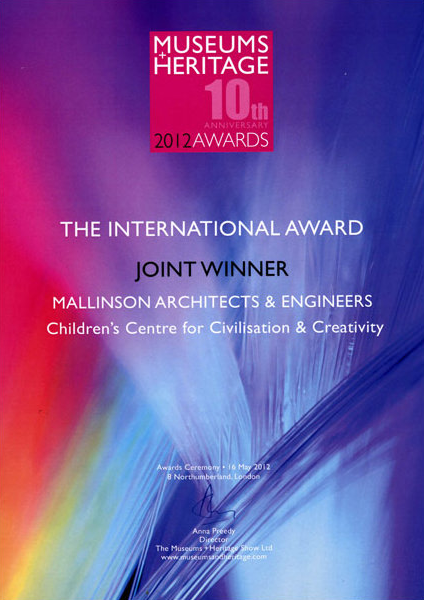 MUSEUMS
+HERITAGE
10th
ANNIVERSARY
2012 AWARDS
THE INTERNATIONAL AWARD
JOINT WINNER
MALLINSON ARCHITECTS & ENGINEERS
Children's Centre for Civilisation & Creativity
Awards Ceremony • 16 May 2012
8 Northumberland, London
Anna Preedy
Director
The Museums + Heritage Show Ltd
www.museumsandheritage.com